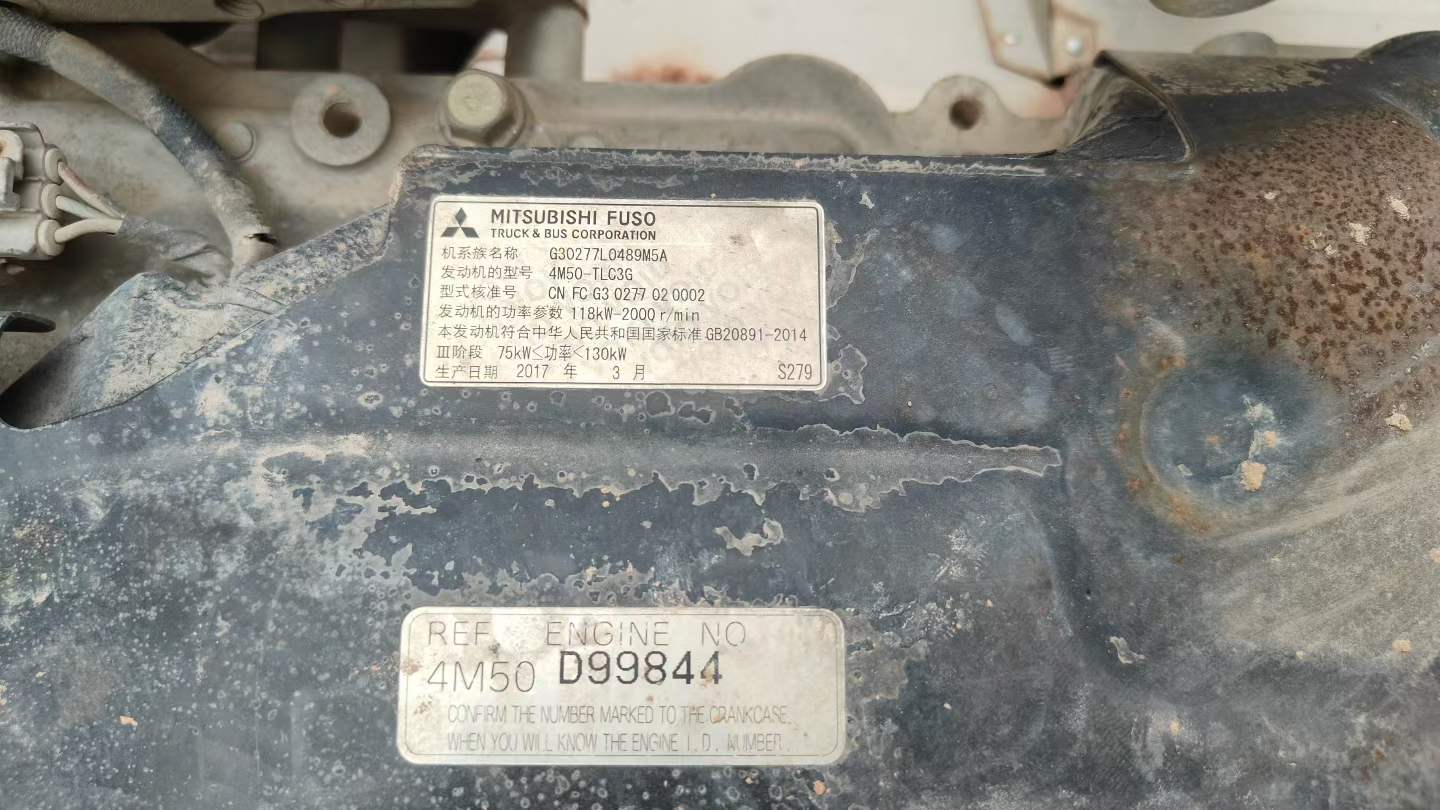 MITSUBISHI FUSO
TRUCK & BUS CORPORATION
机系族名称 G30277L0489M5A
发动机的型号 4M50-TLC3G
型式核准号 CN FC G3 0277 02 0002
发动机的功率参数 118kW-2000r/min
本发动机符合中华人民共和国国家标准 GB20891-2014
Ⅲ阶段 75kW≤功率<130kW
生产日期 2017 年 3 月 S279
REF. ENGINE NO
4M50 D99844
CONFIRM THE NUMBER MARKED TO THE CRANKCASE,
WHEN YOU WILL KNOW THE ENGINE I.D. NUMBER.